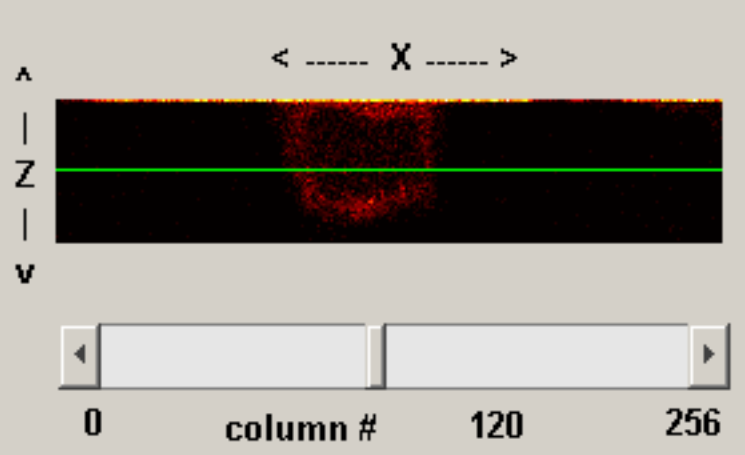 < ------ X ------ >
^
|
Z
|
v
0 column # 120 256